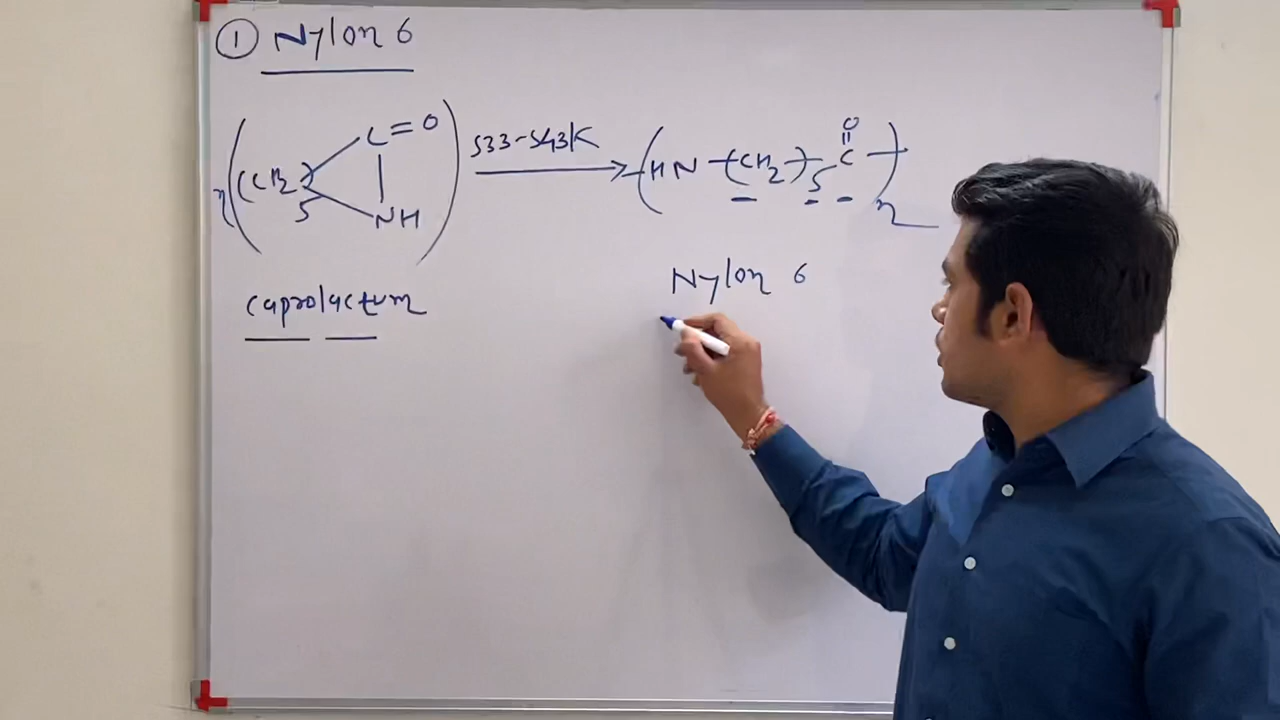 ① Nylon 6
n((CH2)5 C=O NH) 533-543K → (HN-(CH2)5-C=O)n
caprolactum
Nylon 6